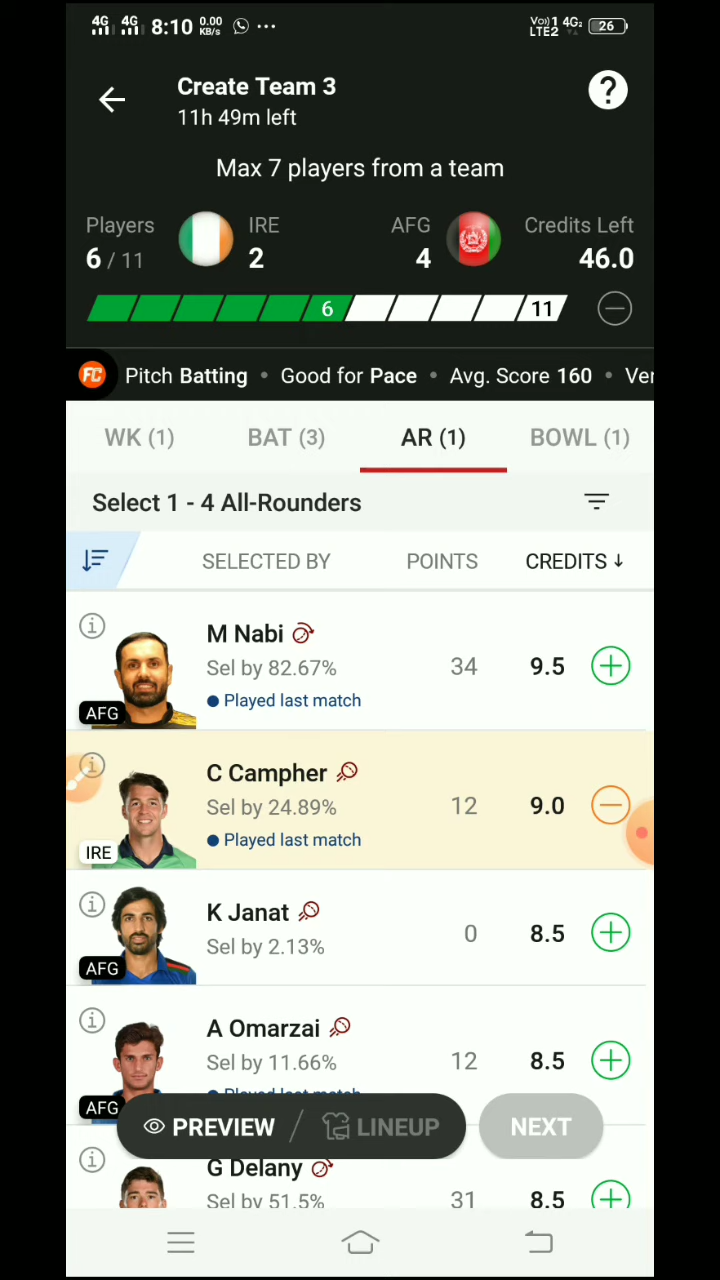 4G 4G 8:10 0.00 KB/s ... Vo) 1 LTE2 4G2 26
Create Team 3
11h 49m left
?
Max 7 players from a team
Players IRE AFG Credits Left
6 / 11 2 4 46.0
6 11
FC Pitch Batting • Good for Pace • Avg. Score 160 • Ver
WK (1) BAT (3) AR (1) BOWL (1)
Select 1 - 4 All-Rounders
SELECTED BY POINTS CREDITS ↓
M Nabi
Sel by 82.67% 34 9.5
Played last match
AFG
C Campher
Sel by 24.89% 12 9.0
Played last match
IRE
K Janat
Sel by 2.13% 0 8.5
AFG
A Omarzai
Sel by 11.66% 12 8.5
Played last match
AFG
PREVIEW / LINEUP NEXT
G Delany
Sel by 51.5% 31 8.5